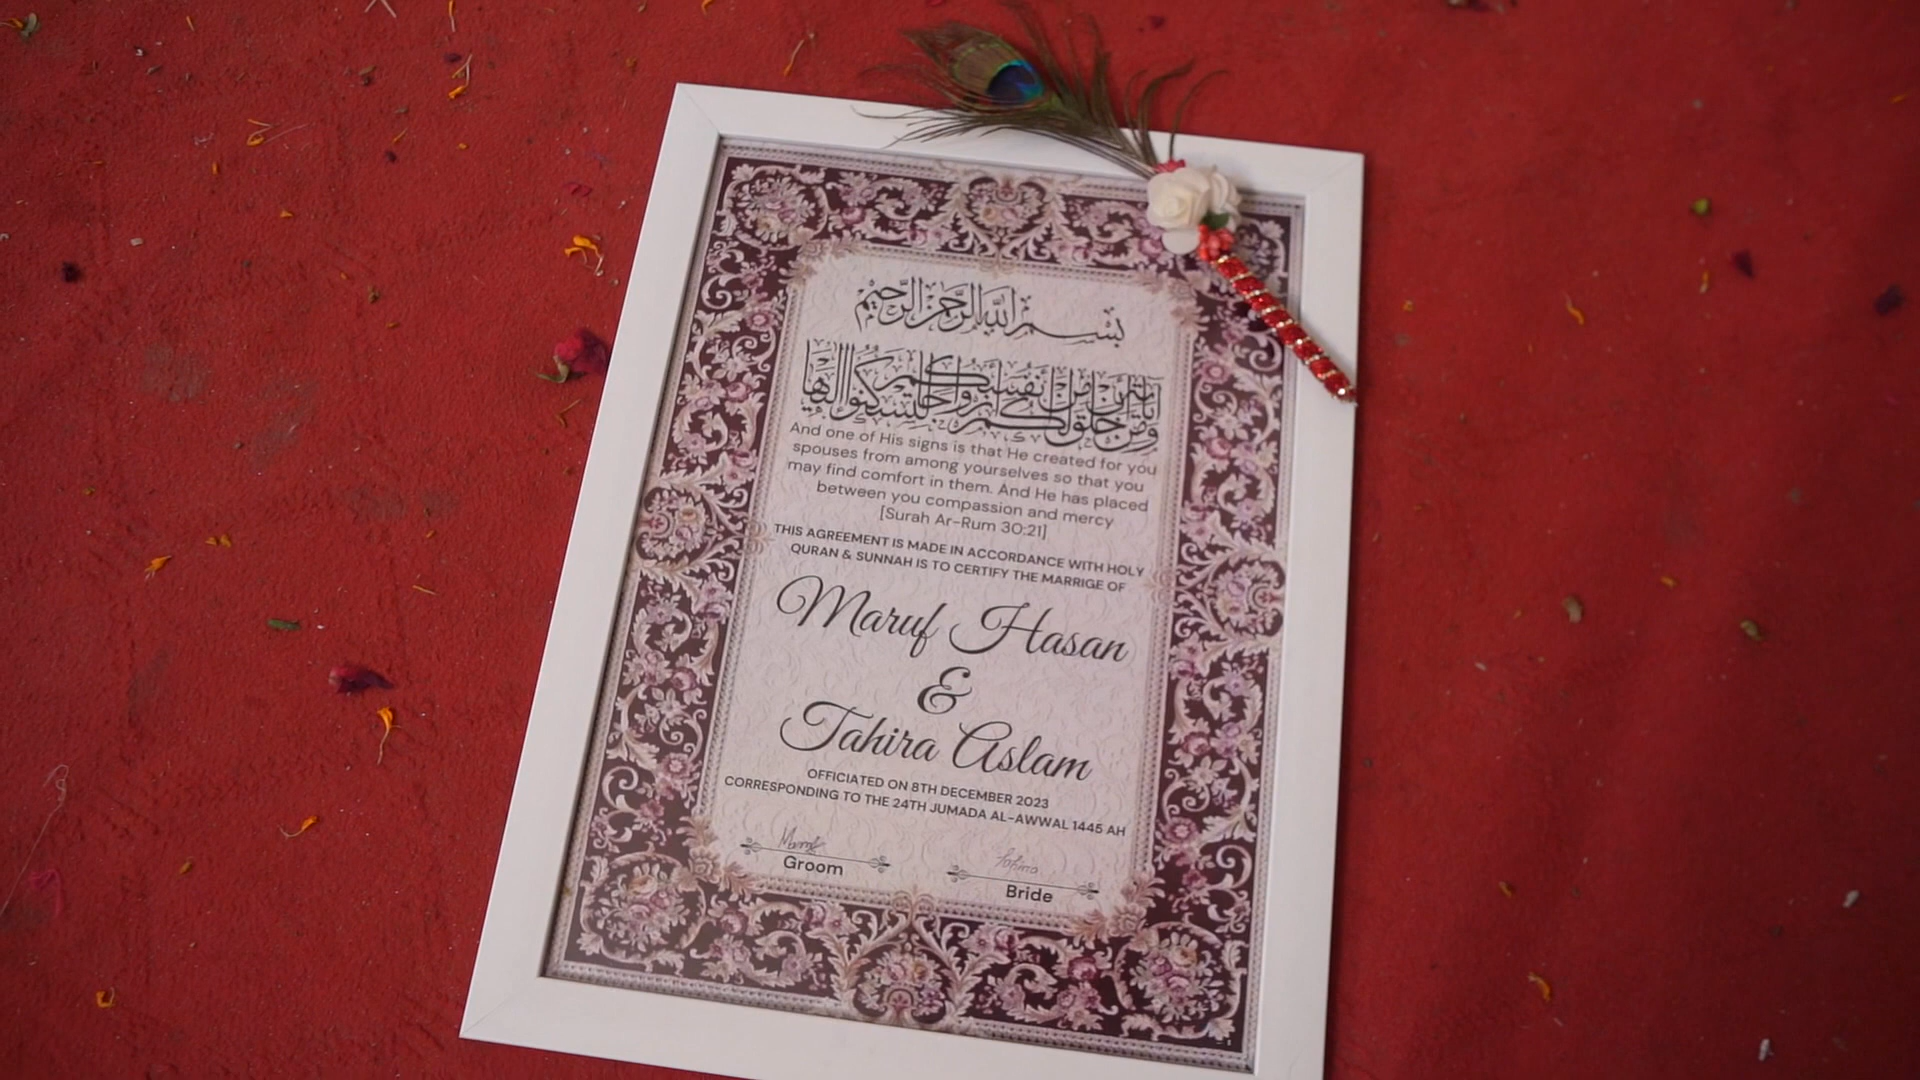 بسم الله الرحمن الرحيم
ومن آياته أن خلق لكم من أنفسكم أزواجا لتسكنوا إليها
And one of His signs is that He created for you
spouses from among yourselves so that you
may find comfort in them. And He has placed
between you compassion and mercy
[Surah Ar-Rum 30:21]
THIS AGREEMENT IS MADE IN ACCORDANCE WITH HOLY
QURAN & SUNNAH IS TO CERTIFY THE MARRIGE OF
Maruf Hasan
&
Tahira Aslam
OFFICIATED ON 8TH DECEMBER 2023
CORRESPONDING TO THE 24TH JUMADA AL-AWWAL 1445 AH
Maruf
Tahira
Groom
Bride